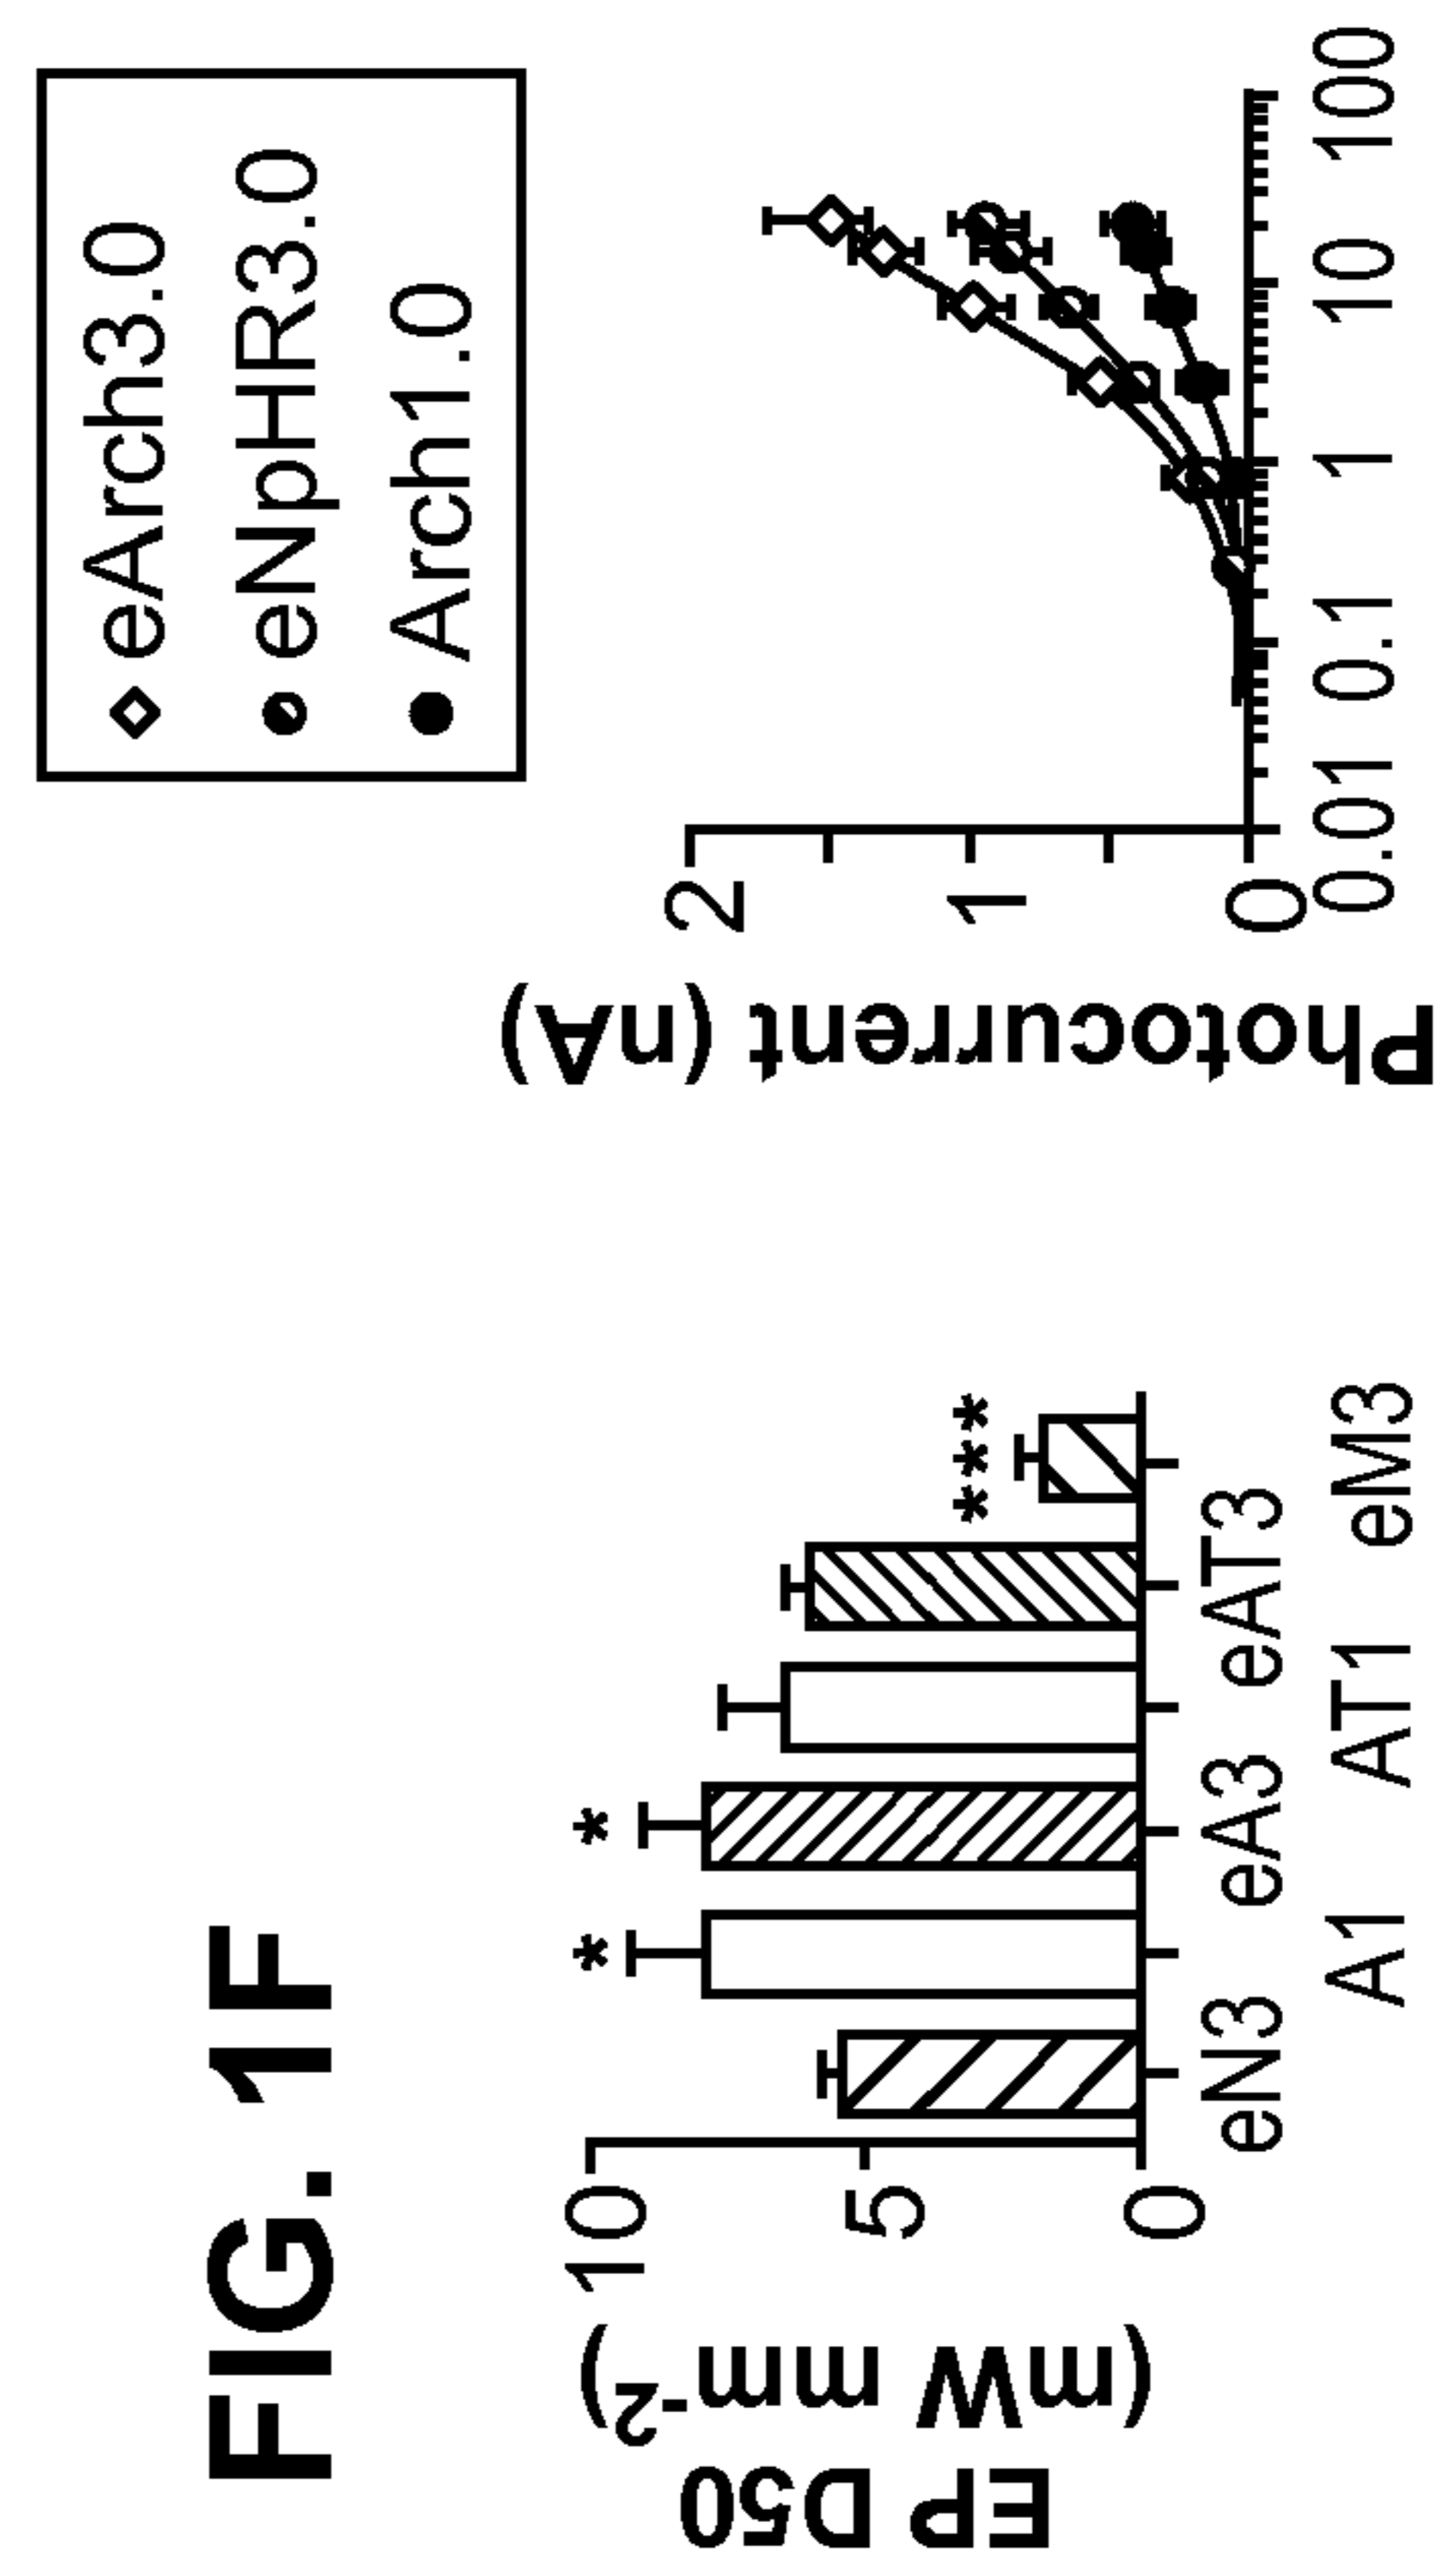 FIG. 1F
EP D50
(mW mm-2)
10
5
0
* * ***
eN3 eA3 eAT3
A1 AT1 eM3
eArch3.0
eNpHR3.0
Arch1.0
Photocurrent (nA)
2
1
0
0.01 0.1 1 10 100